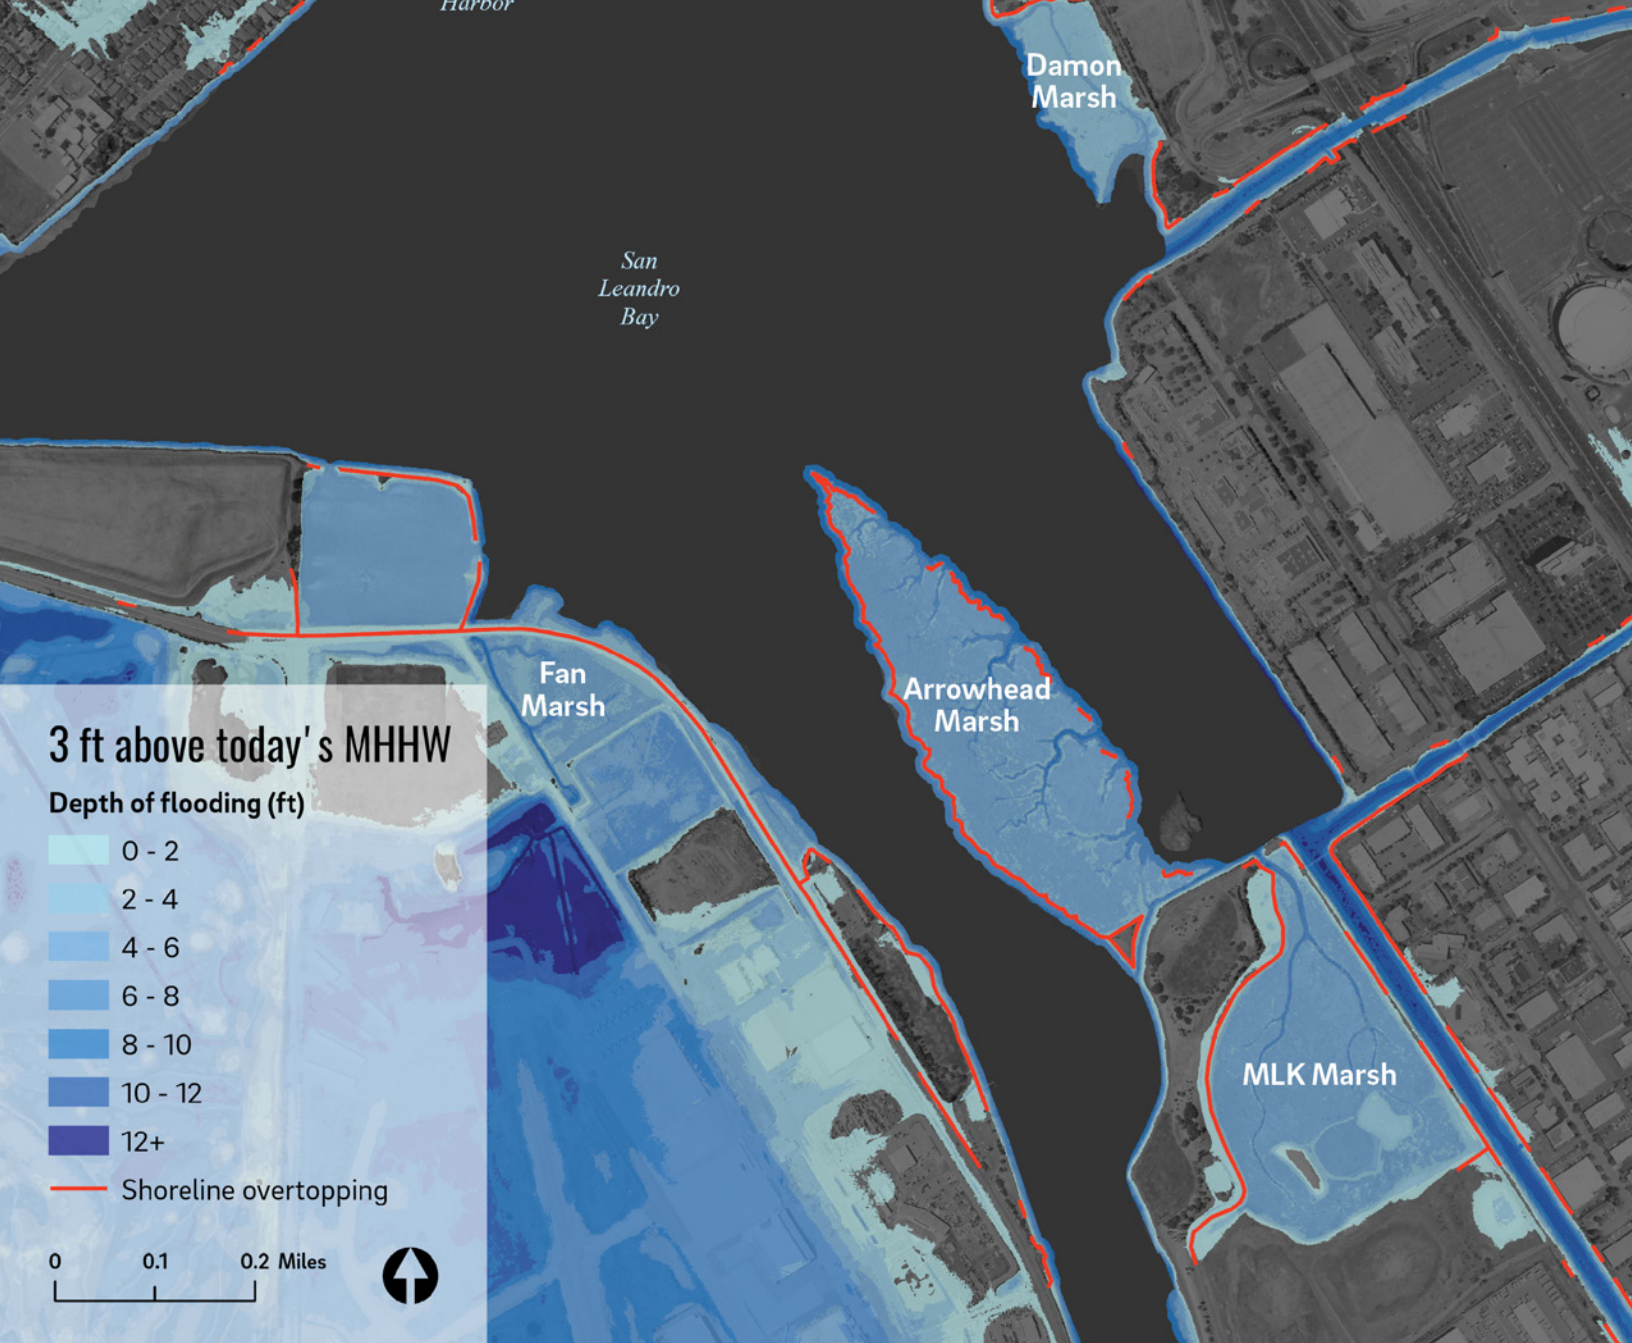 Harbor
Damon
Marsh
San
Leandro
Bay
Fan
Marsh
Arrowhead
Marsh
MLK Marsh
3 ft above today's MHHW
Depth of flooding (ft)
0 - 2
2 - 4
4 - 6
6 - 8
8 - 10
10 - 12
12+
Shoreline overtopping
0 0.1 0.2 Miles